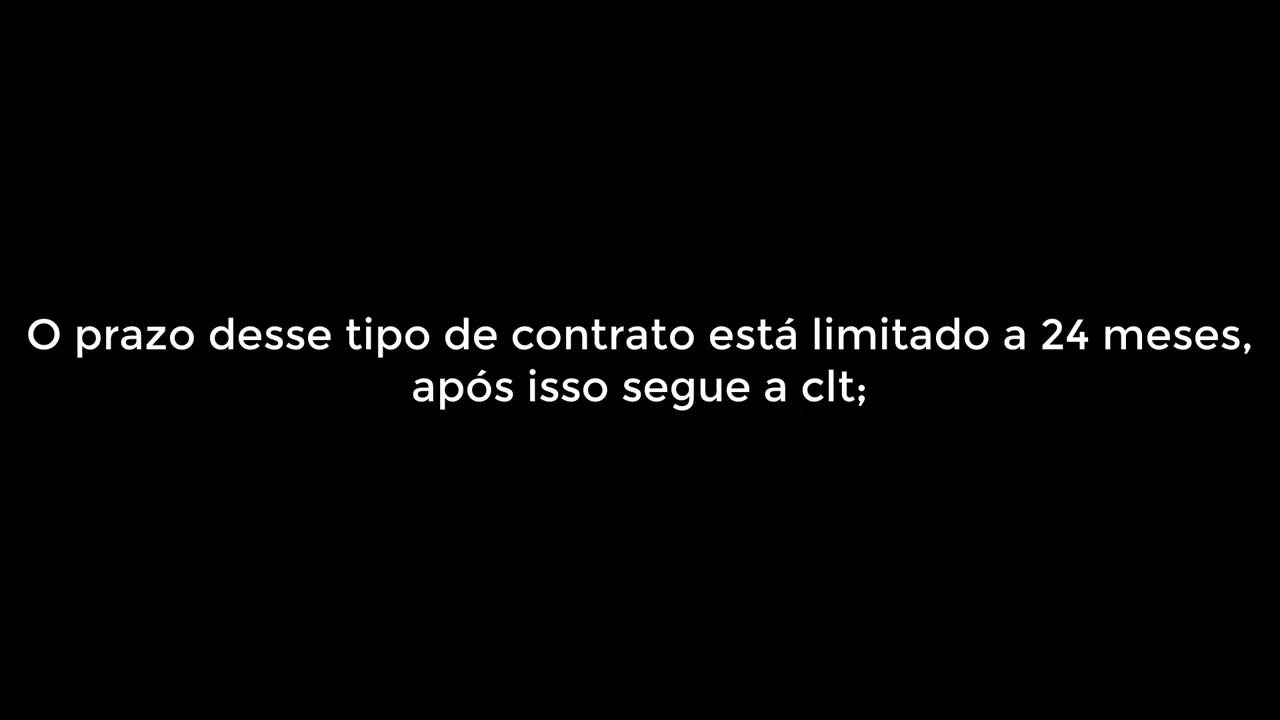 O prazo desse tipo de contrato está limitado a 24 meses,
após isso segue a clt;